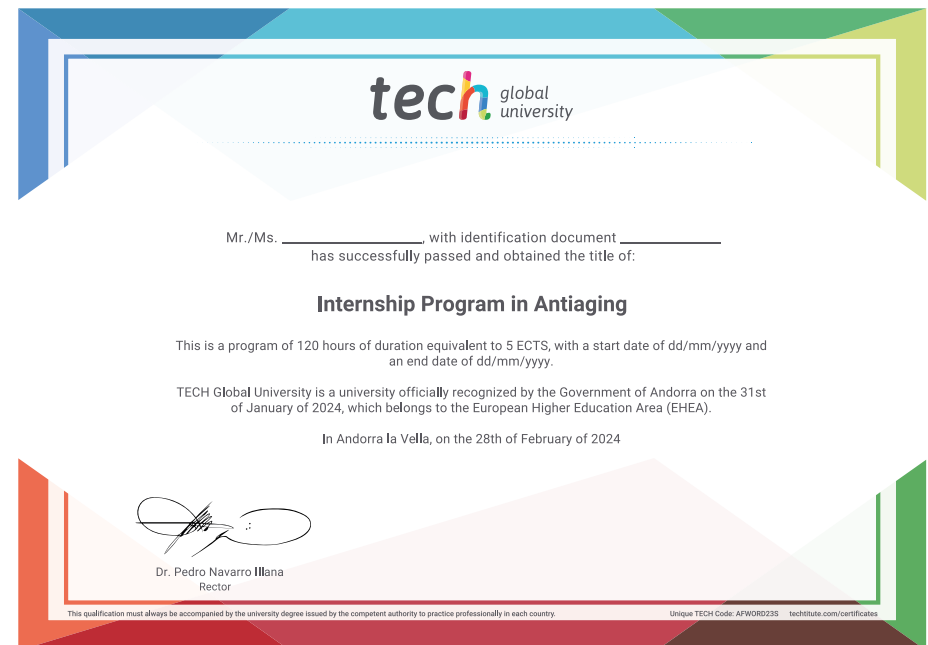 tech global university
Mr./Ms. ____________, with identification document ____________
has successfully passed and obtained the title of:
Internship Program in Antiaging
This is a program of 120 hours of duration equivalent to 5 ECTS, with a start date of dd/mm/yyyy and
an end date of dd/mm/yyyy.
TECH Global University is a university officially recognized by the Government of Andorra on the 31st
of January of 2024, which belongs to the European Higher Education Area (EHEA).
In Andorra la Vella, on the 28th of February of 2024
Dr. Pedro Navarro Illana
Rector
This qualification must always be accompanied by the university degree issued by the competent authority to practice professionally in each country.
Unique TECH Code: AFWORD23S techtitute.com/certificates